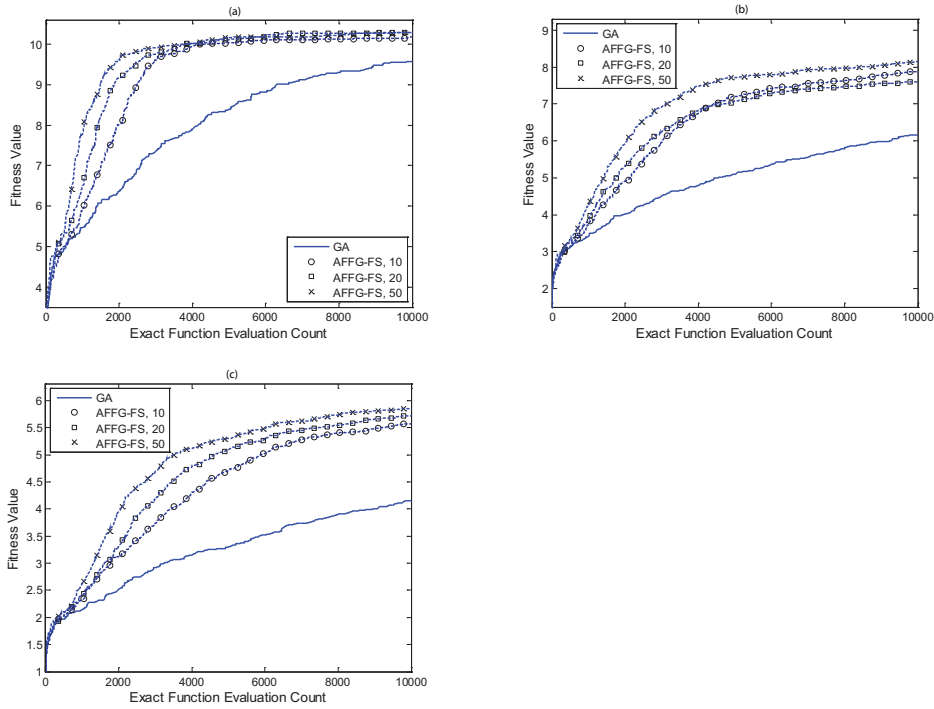 (a)
10
9
8
7
6
5
4
Fitness Value
GA
AFFG-FS, 10
AFFG-FS, 20
AFFG-FS, 50
0 2000 4000 6000 8000 10000
Exact Function Evaluation Count
(b)
9
8
7
6
5
4
3
2
Fitness Value
GA
AFFG-FS, 10
AFFG-FS, 20
AFFG-FS, 50
0 2000 4000 6000 8000 10000
Exact Function Evaluation Count
(c)
6
5.5
5
4.5
4
3.5
3
2.5
2
1.5
1
Fitness Value
GA
AFFG-FS, 10
AFFG-FS, 20
AFFG-FS, 50
0 2000 4000 6000 8000 10000
Exact Function Evaluation Count